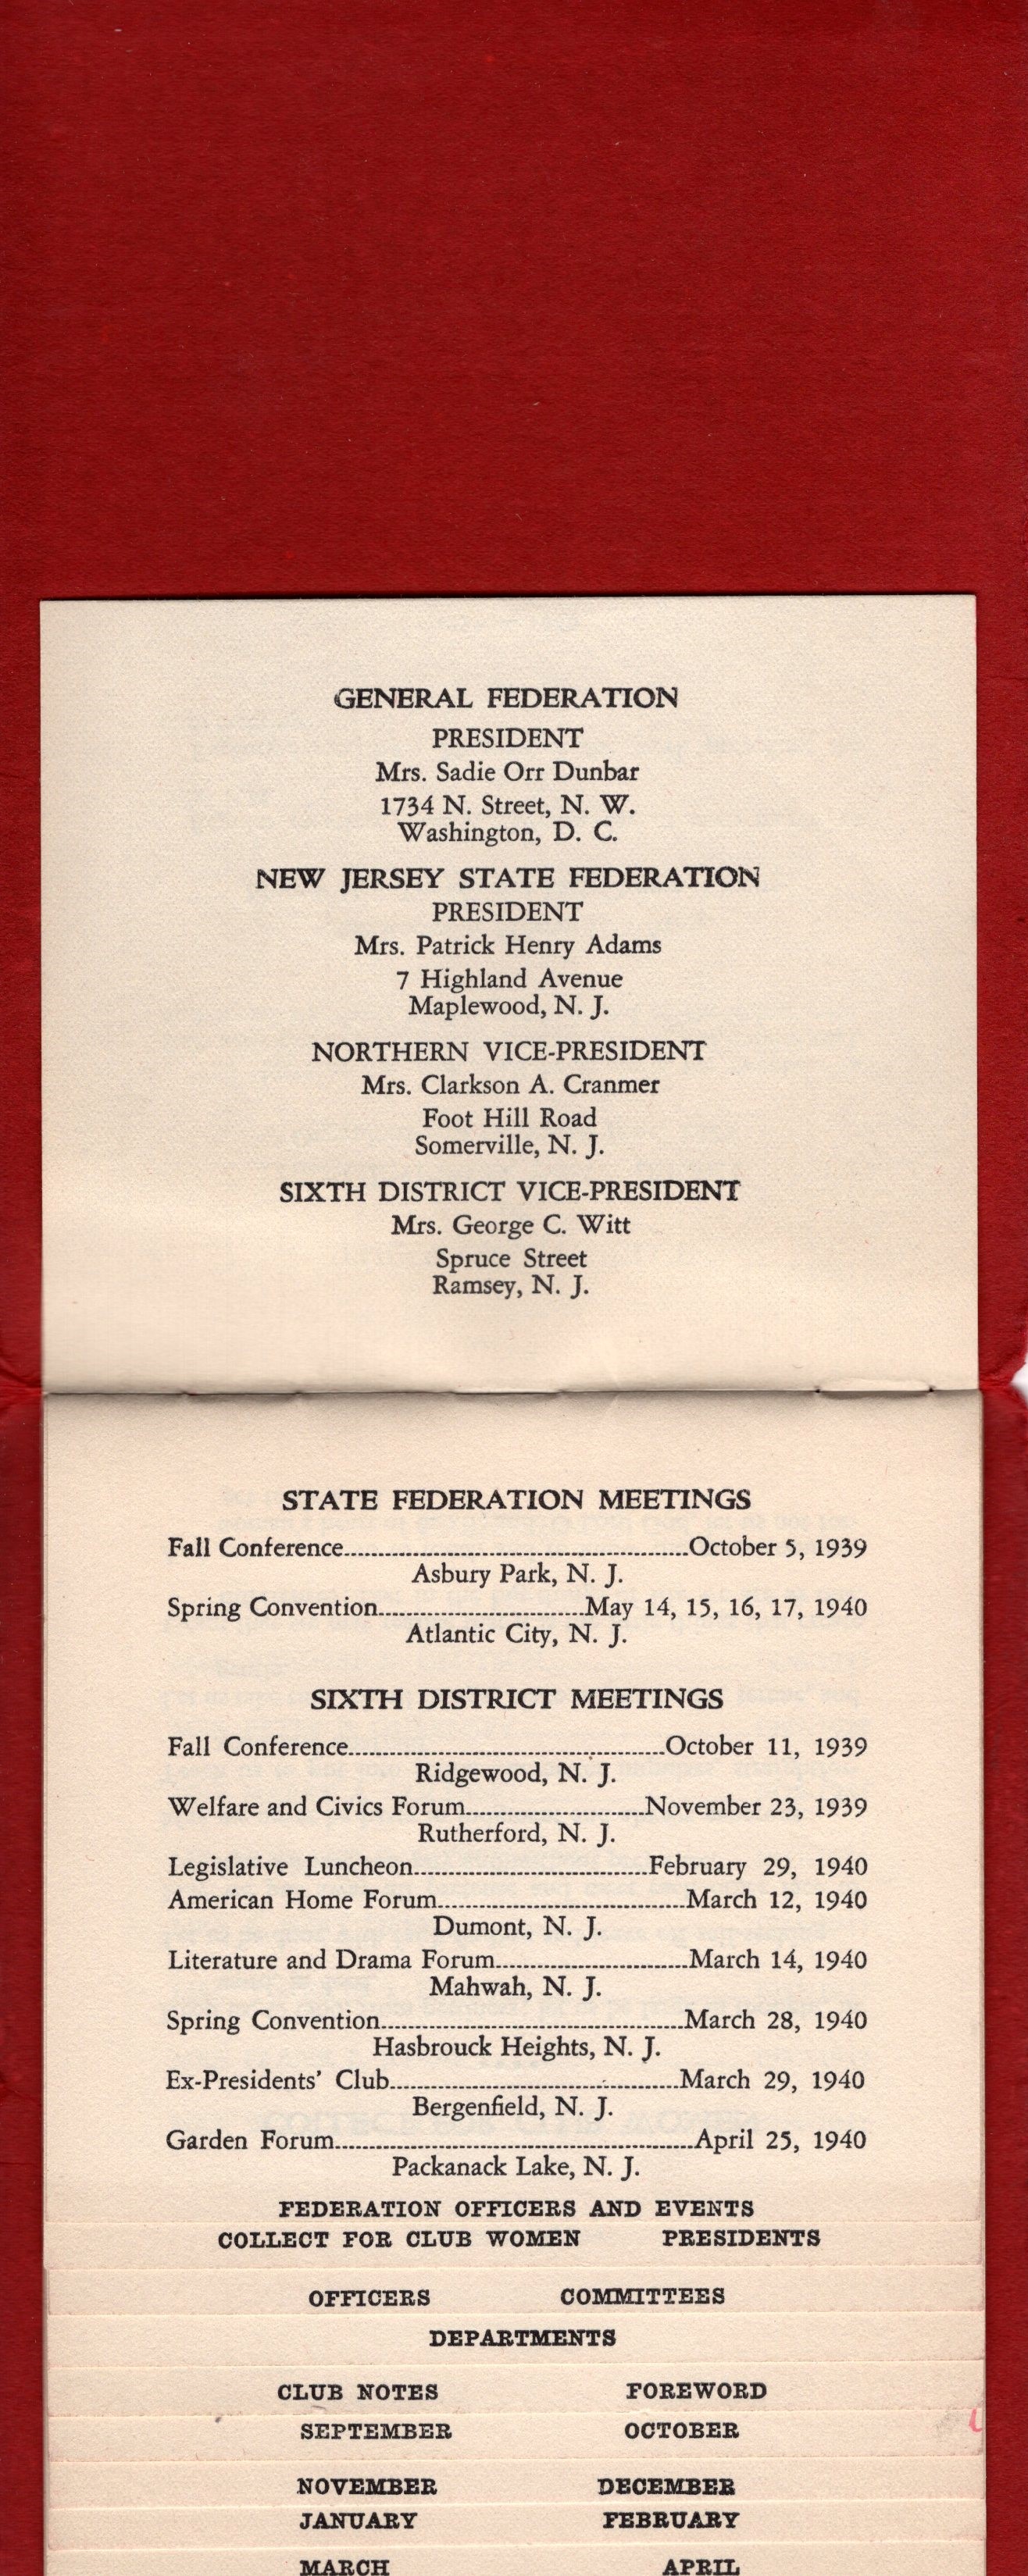 GENERAL FEDERATION
PRESIDENT
Mrs. Sadie Orr Dunbar
1734 N. Street, N. W.
Washington, D. C.
NEW JERSEY STATE FEDERATION
PRESIDENT
Mrs. Patrick Henry Adams
7 Highland Avenue
Maplewood, N. J.
NORTHERN VICE-PRESIDENT
Mrs. Clarkson A. Cranmer
Foot Hill Road
Somerville, N. J.
SIXTH DISTRICT VICE-PRESIDENT
Mrs. George C. Witt
Spruce Street
Ramsey, N. J.
STATE FEDERATION MEETINGS
Fall Conference..................................................October 5, 1939
Asbury Park, N. J.
Spring Convention..............................May 14, 15, 16, 17, 1940
Atlantic City, N. J.
SIXTH DISTRICT MEETINGS
Fall Conference..............................................October 11, 1939
Ridgewood, N. J.
Welfare and Civics Forum..........................November 23, 1939
Rutherford, N. J.
Legislative Luncheon..................................February 29, 1940
American Home Forum....................................March 12, 1940
Dumont, N. J.
Literature and Drama Forum............................March 14, 1940
Mahwah, N. J.
Spring Convention............................................March 28, 1940
Hasbrouck Heights, N. J.
Ex-Presidents' Club..........................................March 29, 1940
Bergenfield, N. J.
Garden Forum....................................................April 25, 1940
Packanack Lake, N. J.
FEDERATION OFFICERS AND EVENTS
COLLECT FOR CLUB WOMEN PRESIDENTS
OFFICERS COMMITTEES
DEPARTMENTS
CLUB NOTES FOREWORD
SEPTEMBER OCTOBER
NOVEMBER DECEMBER
JANUARY FEBRUARY
MARCH APRIL